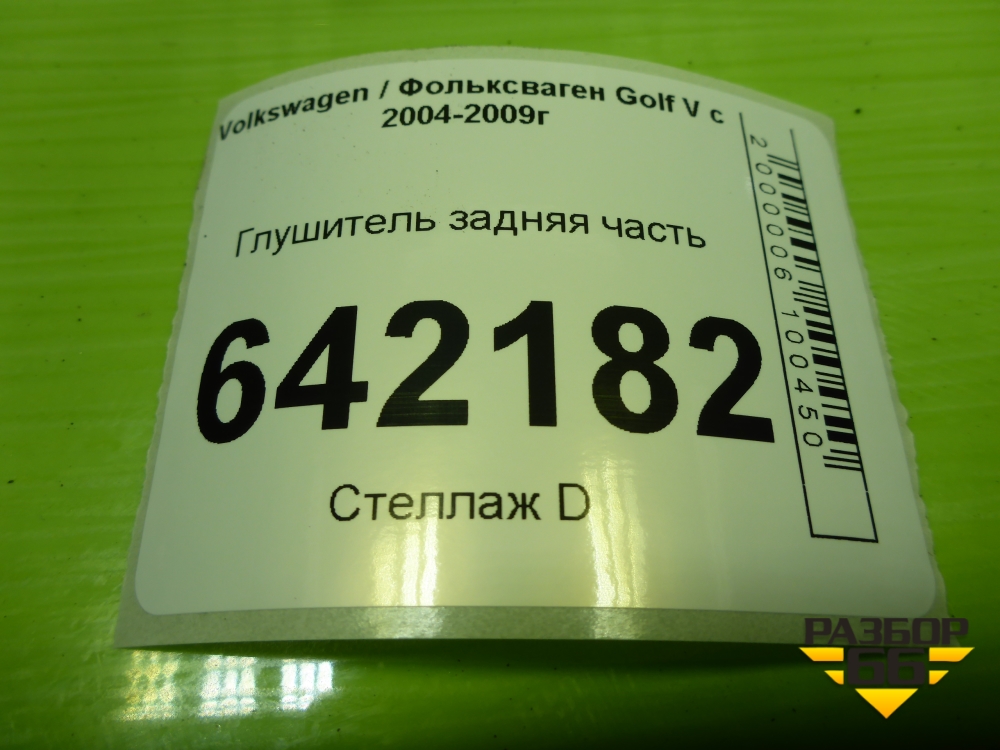 Volkswagen / Фольксваген Golf V с
2004-2009г
Глушитель задняя часть
642182
Стеллаж D
2000006100450
РАЗБОР
66